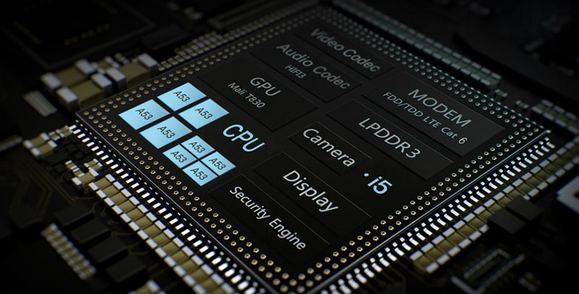 Video Codec
Audio Codec
HIFI3
GPU
Mali T830
MODEM
FDD/TDD LTE Cat 6
LPDDR3
A53
A53
A53
A53
A53
A53
A53
A53
CPU
Camera
i5
Display
Security Engine